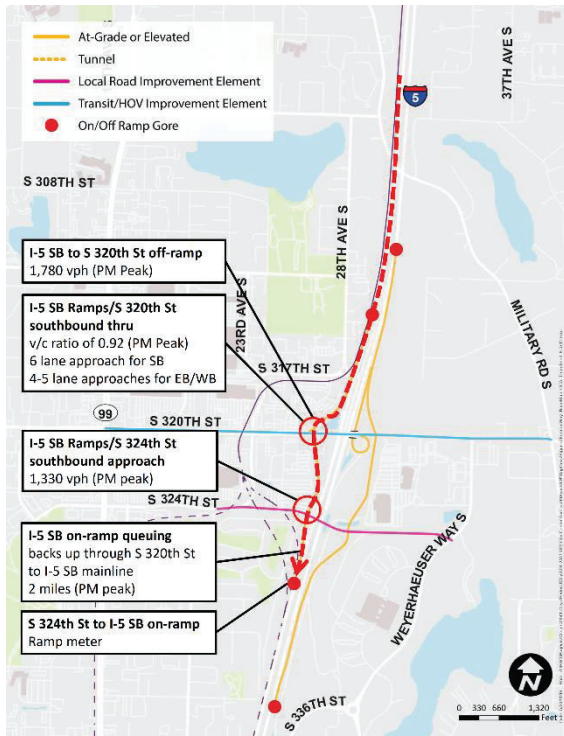 At-Grade or Elevated
Tunnel
Local Road Improvement Element
Transit/HOV Improvement Element
On/Off Ramp Gore
5
37TH AVE S
S 308TH ST
28TH AVE S
I-5 SB to S 320th St off-ramp
1,780 vph (PM Peak)
23RD AVE S
MILITARY RD S
I-5 SB Ramps/S 320th St
southbound thru
v/c ratio of 0.92 (PM Peak)
6 lane approach for SB
4-5 lane approaches for EB/WB
S 317TH ST
99
S 320TH ST
I-5 SB Ramps/S 324th St
southbound approach
1,330 vph (PM peak)
S 324TH ST
I-5 SB on-ramp queuing
backs up through S 320th St
to I-5 SB mainline
2 miles (PM peak)
WEYERHAEUSER WAY S
S 324th St to I-5 SB on-ramp
Ramp meter
S 336TH ST
N
0 330 660 1,320
Feet